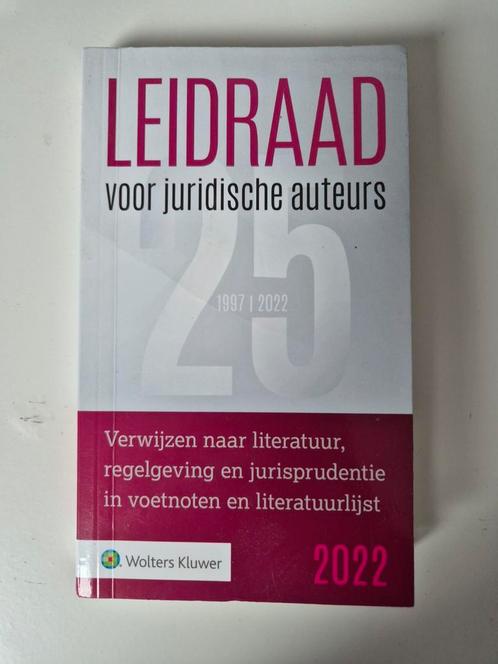 LEIDRAAD
voor juridische auteurs
25
1997 | 2022
Verwijzen naar literatuur,
regelgeving en jurisprudentie
in voetnoten en literatuurlijst
Wolters Kluwer
2022